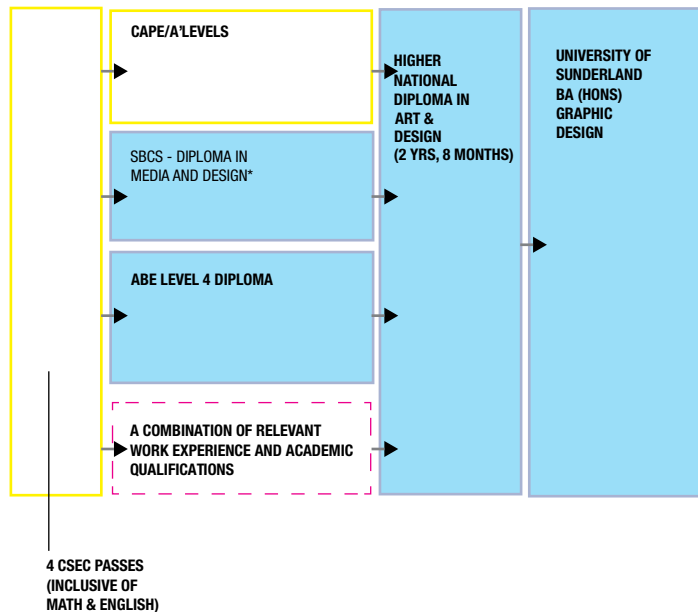 CAPE/A'LEVELS
SBCS - DIPLOMA IN
MEDIA AND DESIGN*
ABE LEVEL 4 DIPLOMA
A COMBINATION OF RELEVANT
WORK EXPERIENCE AND ACADEMIC
QUALIFICATIONS
HIGHER
NATIONAL
DIPLOMA IN
ART &
DESIGN
(2 YRS, 8 MONTHS)
UNIVERSITY OF
SUNDERLAND
BA (HONS)
GRAPHIC
DESIGN
4 CSEC PASSES
(INCLUSIVE OF
MATH & ENGLISH)